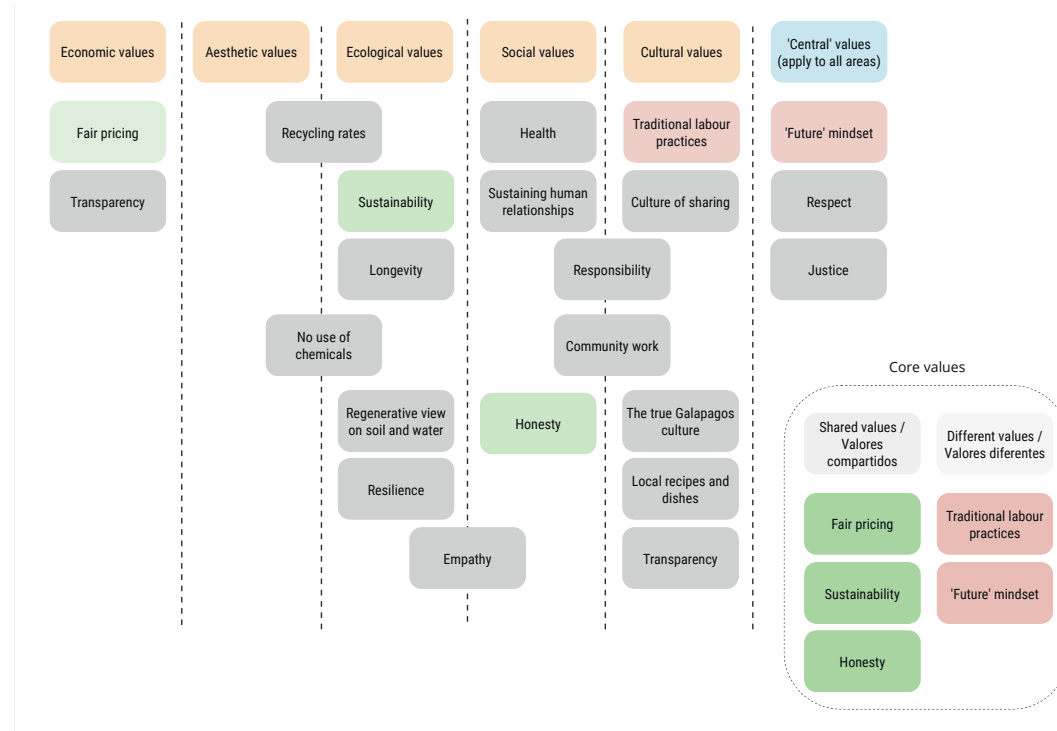 Economic values
Aesthetic values
Ecological values
Social values
Cultural values
'Central' values
(apply to all areas)
Fair pricing
Recycling rates
Health
Traditional labour
practices
'Future' mindset
Transparency
Sustainability
Sustaining human
relationships
Culture of sharing
Respect
Longevity
Responsibility
Justice
No use of
chemicals
Community work
Regenerative view
on soil and water
Honesty
The true Galapagos
culture
Resilience
Local recipes and
dishes
Empathy
Transparency
Core values
Shared values /
Valores
compartidos
Different values /
Valores diferentes
Fair pricing
Traditional labour
practices
Sustainability
'Future' mindset
Honesty